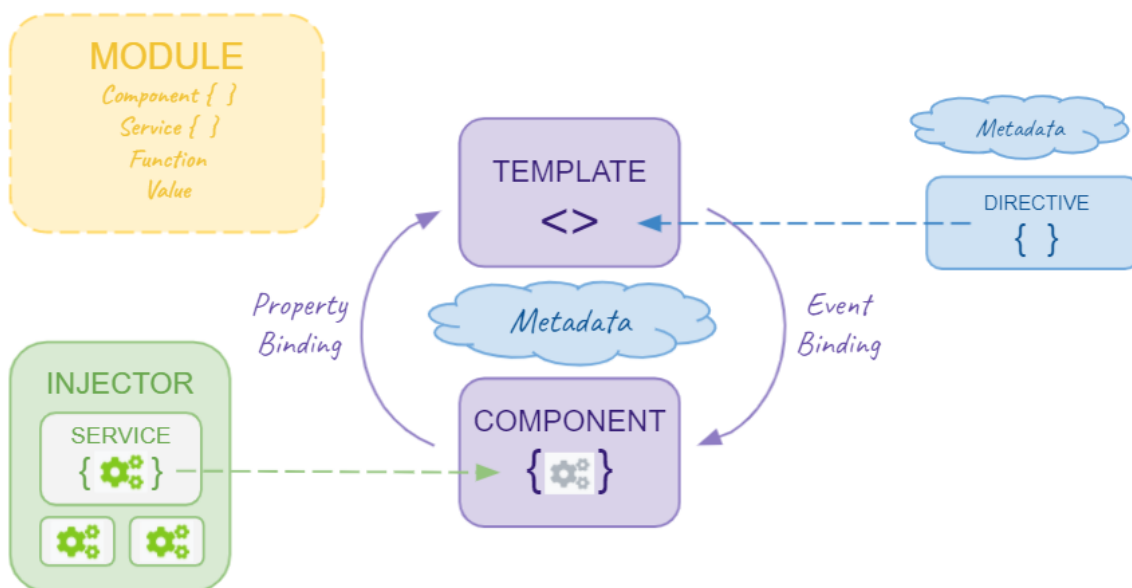 MODULE
Component { }
Service { }
Function
Value
TEMPLATE
<>
Metadata
DIRECTIVE
{ }
Property
Binding
Metadata
Event
Binding
INJECTOR
SERVICE
{ }
COMPONENT
{ }